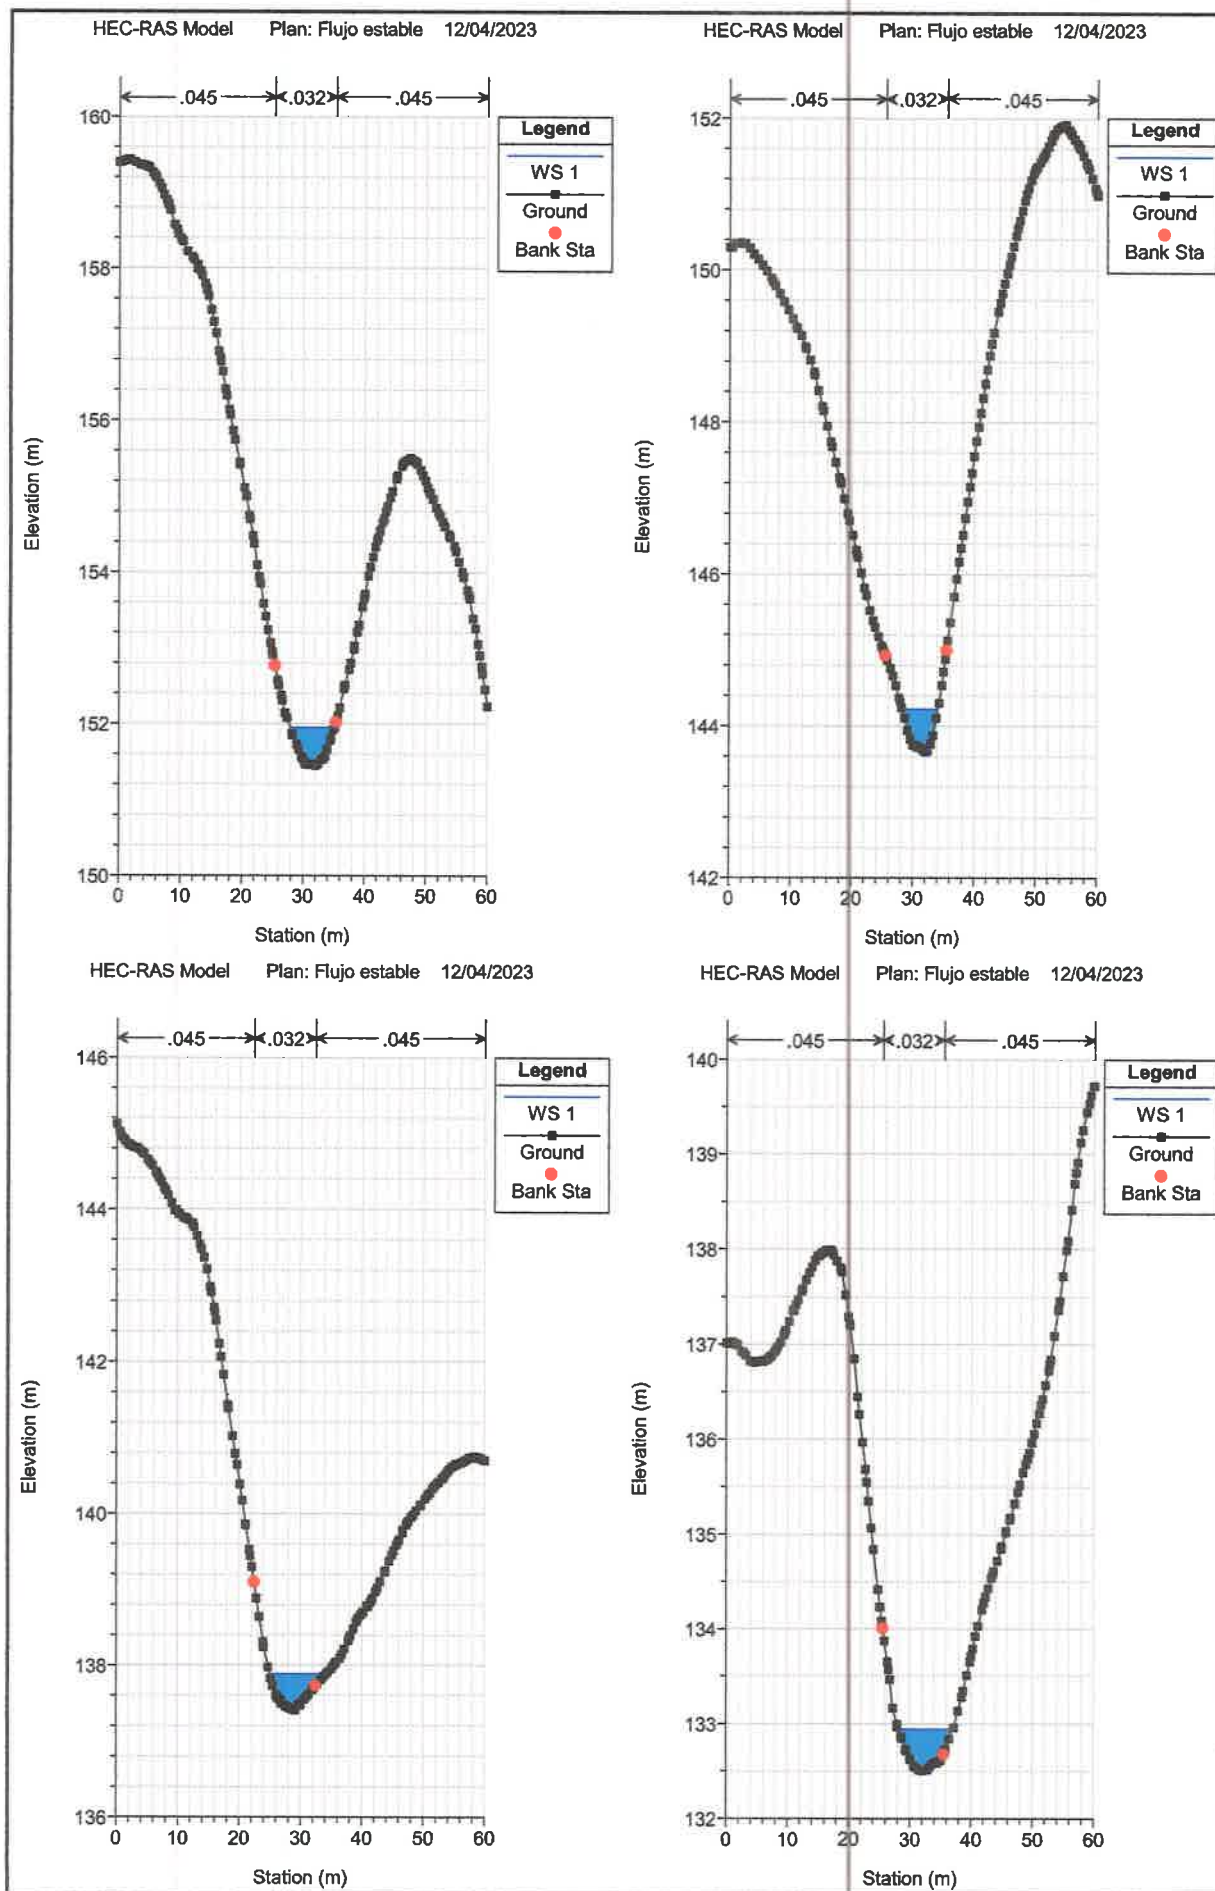 HEC-RAS Model Plan: Flujo estable 12/04/2023
.045 .032 .045
160
158
156
154
152
150
Elevation (m)
0 10 20 30 40 50 60
Station (m)
Legend
WS 1
Ground
Bank Sta
HEC-RAS Model Plan: Flujo estable 12/04/2023
.045 .032 .045
152
150
148
146
144
142
Elevation (m)
0 10 20 30 40 50 60
Station (m)
Legend
WS 1
Ground
Bank Sta
HEC-RAS Model Plan: Flujo estable 12/04/2023
.045 .032 .045
146
144
142
140
138
136
Elevation (m)
0 10 20 30 40 50 60
Station (m)
Legend
WS 1
Ground
Bank Sta
HEC-RAS Model Plan: Flujo estable 12/04/2023
.045 .032 .045
140
139
138
137
136
135
134
133
132
Elevation (m)
0 10 20 30 40 50 60
Station (m)
Legend
WS 1
Ground
Bank Sta